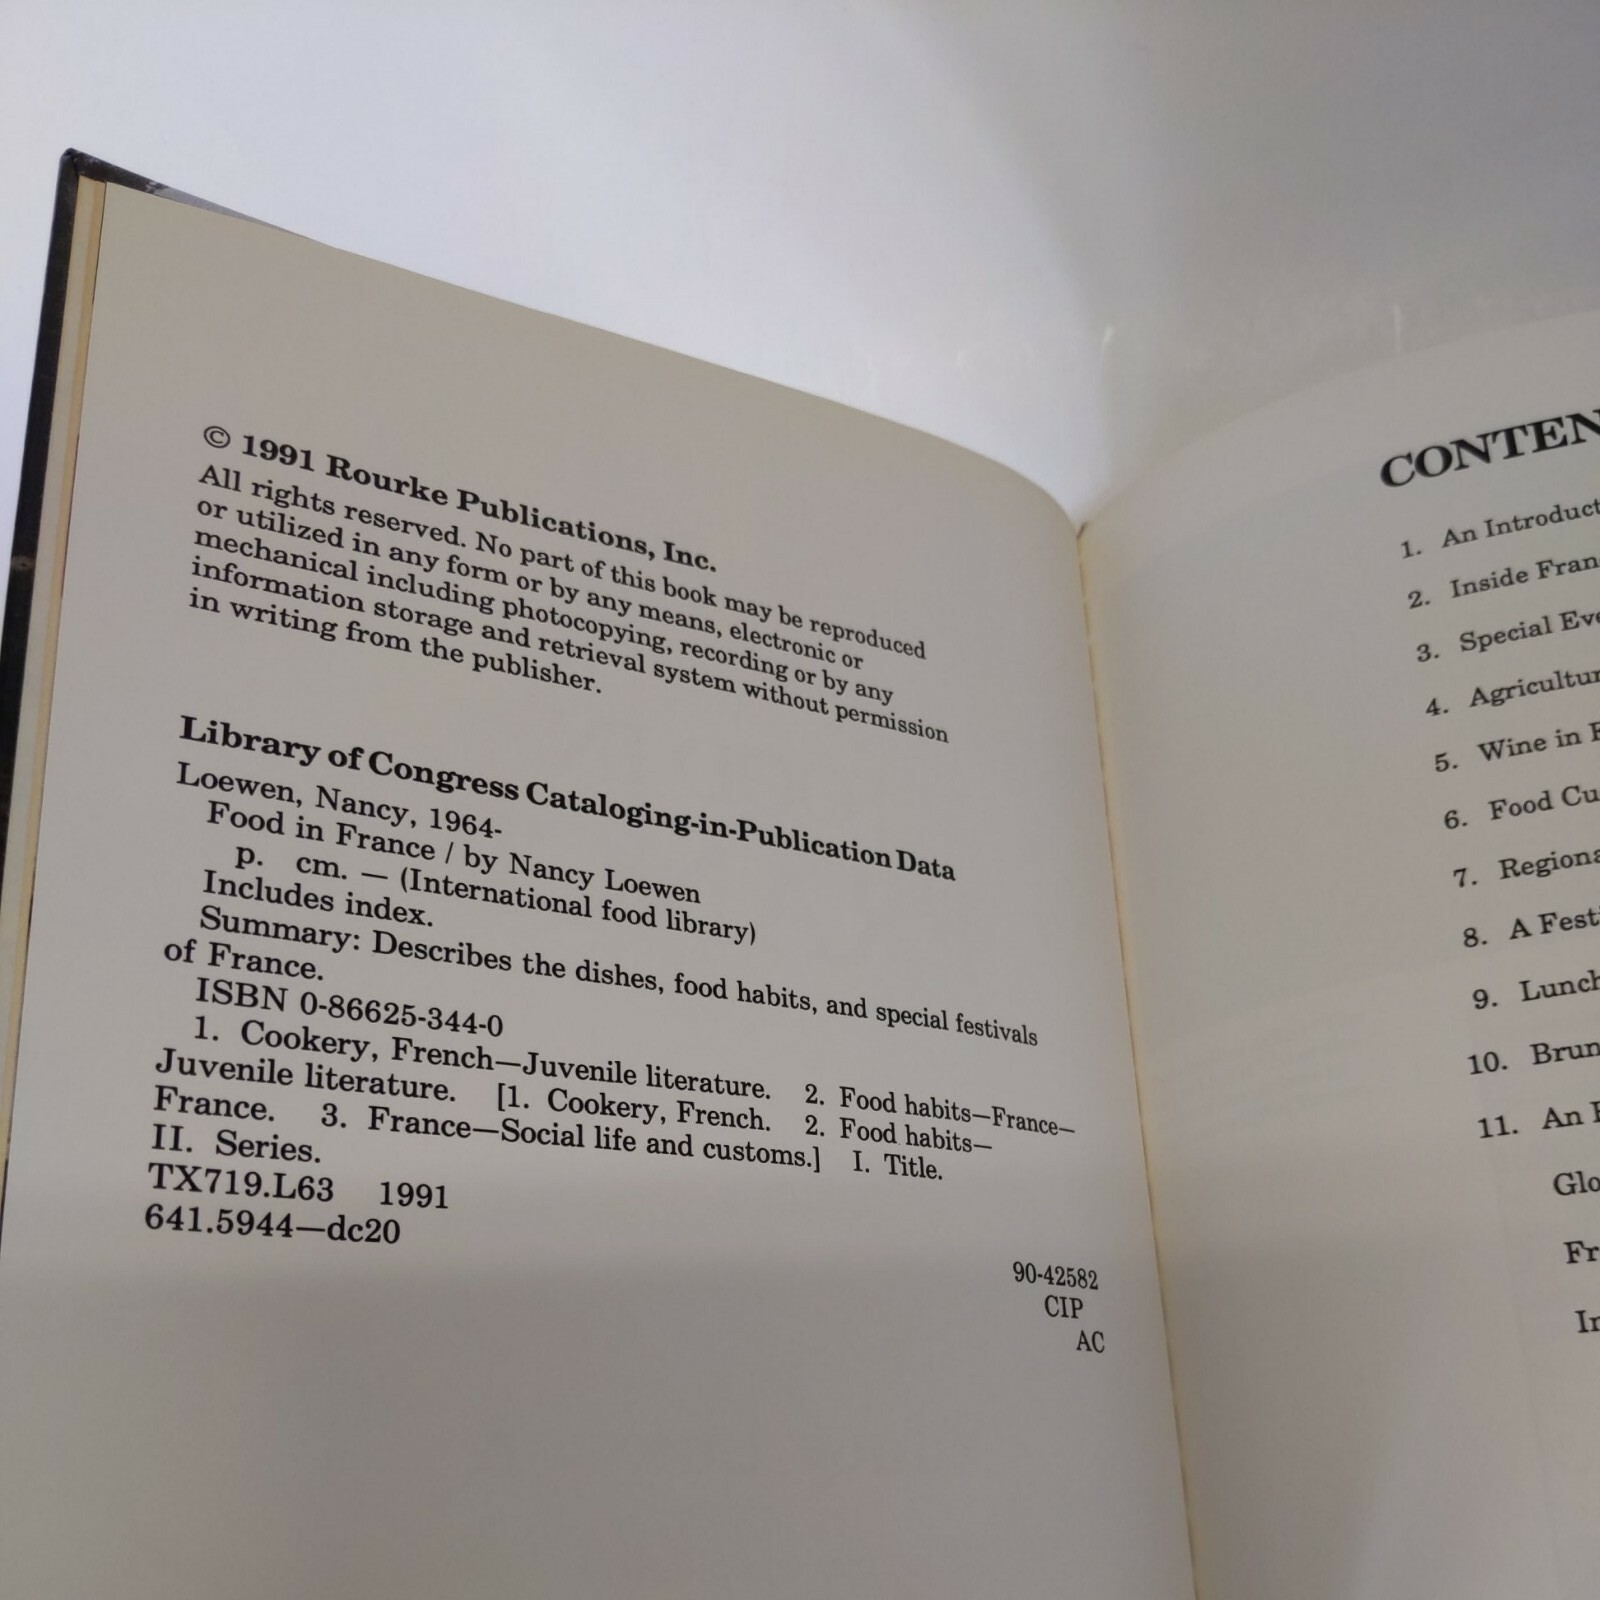 © 1991 Rourke Publications, Inc.
All rights reserved. No part of this book may be reproduced
or utilized in any form or by any means, electronic or
mechanical including photocopying, recording or by any
information storage and retrieval system without permission
in writing from the publisher.
Library of Congress Cataloging-in-Publication Data
Loewen, Nancy, 1964-
Food in France / by Nancy Loewen
p. cm. — (International food library)
Includes index.
Summary: Describes the dishes, food habits, and special festivals
of France.
ISBN 0-86625-344-0
1. Cookery, French—Juvenile literature. 2. Food habits—France—
Juvenile literature. [1. Cookery, French. 2. Food habits—
France. 3. France—Social life and customs.] I. Title.
II. Series.
TX719.L63 1991
641.5944—dc20
90-42582
CIP
AC
CONTEN
1. An Introduct
2. Inside Fran
3. Special Eve
4. Agricultur
5. Wine in F
6. Food Cu
7. Regiona
8. A Festi
9. Lunch
10. Brun
11. An
Glo
Fr
In